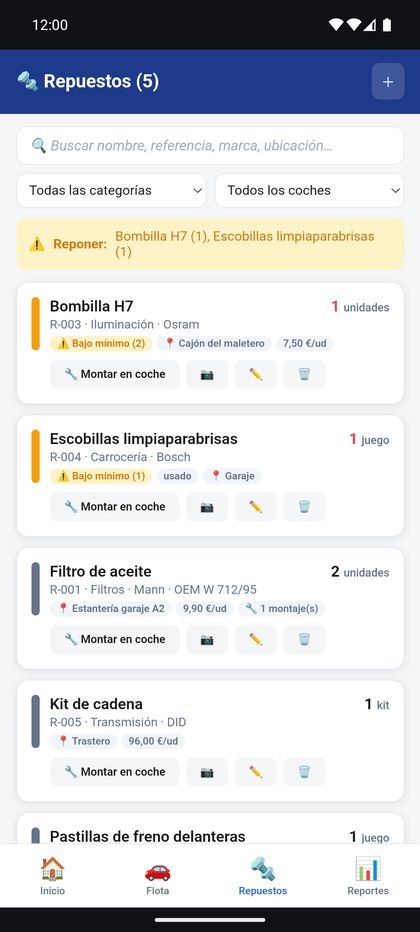 12:00
🔩 Repuestos (5)
+
🔍 Buscar nombre, referencia, marca, ubicación...
Todas las categorías
Todos los coches
⚠️ Reponer: Bombilla H7 (1), Escobillas limpiaparabrisas
(1)
Bombilla H7
1 unidades
R-003 · Iluminación · Osram
⚠️ Bajo mínimo (2) 📍 Cajón del maletero 7,50 €/ud
🔧 Montar en coche 📷 ✏️ 🗑️
Escobillas limpiaparabrisas
1 juego
R-004 · Carrocería · Bosch
⚠️ Bajo mínimo (1) usado 📍 Garaje
🔧 Montar en coche 📷 ✏️ 🗑️
Filtro de aceite
2 unidades
R-001 · Filtros · Mann · OEM W 712/95
📍 Estantería garaje A2 9,90 €/ud 🔧 1 montaje(s)
🔧 Montar en coche 📷 ✏️ 🗑️
Kit de cadena
1 kit
R-005 · Transmisión · DID
📍 Trastero 96,00 €/ud
🔧 Montar en coche 📷 ✏️ 🗑️
Pastillas de freno delanteras
1 juego
Inicio
Flota
Repuestos
Reportes